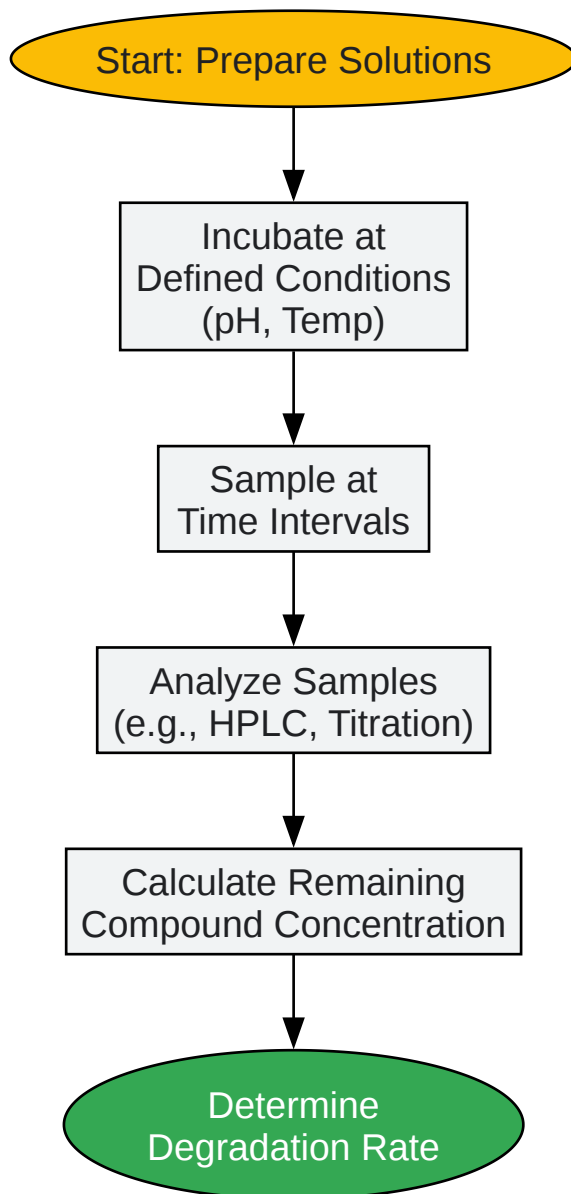 Start: Prepare Solutions
Incubate at
Defined Conditions
(pH, Temp)
Sample at
Time Intervals
Analyze Samples
(e.g., HPLC, Titration)
Calculate Remaining
Compound Concentration
Determine
Degradation Rate